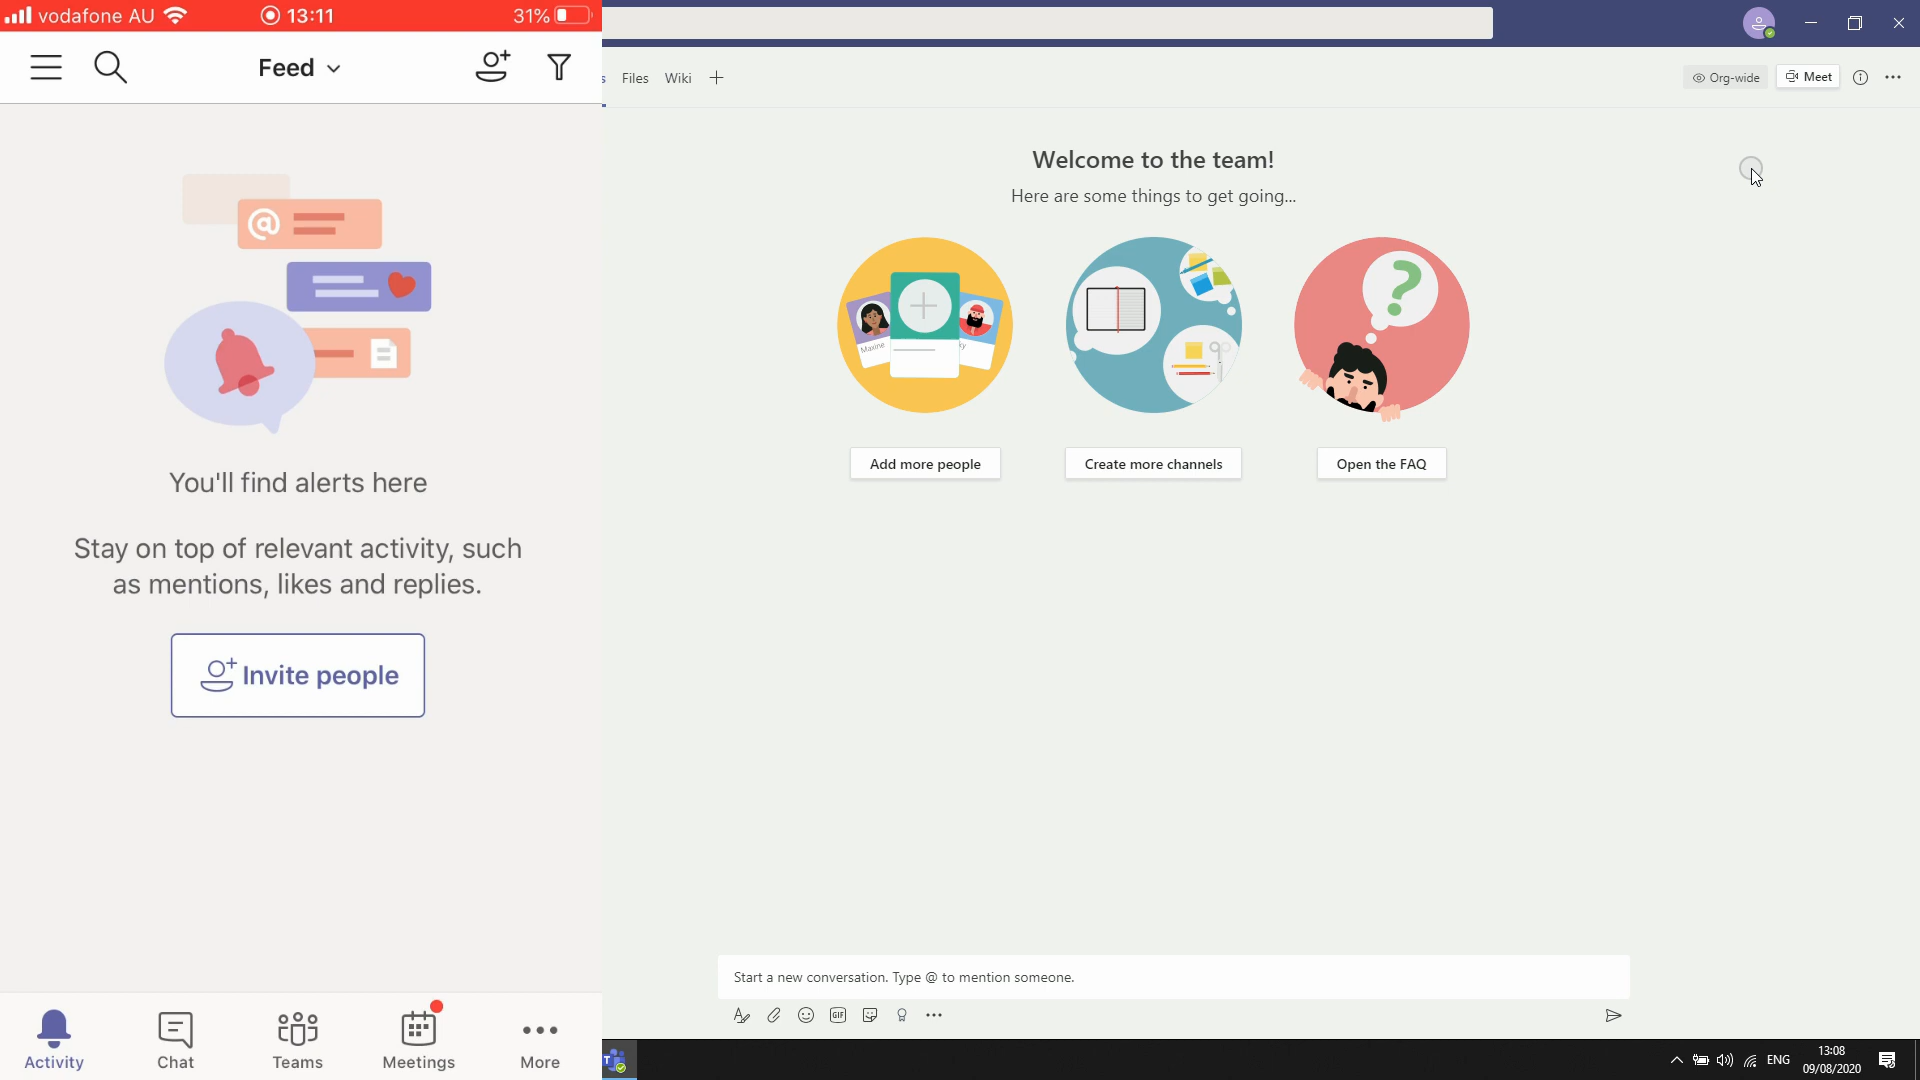 vodafone AU
13:11
31%
Feed
You'll find alerts here
Stay on top of relevant activity, such
as mentions, likes and replies.
Invite people
Activity
Chat
Teams
Meetings
More
s
Files
Wiki
Org-wide
Meet
Welcome to the team!
Here are some things to get going...
Maxine
ky
Add more people
Create more channels
Open the FAQ
Start a new conversation. Type @ to mention someone.
GIF
T
ENG
13:08
09/08/2020